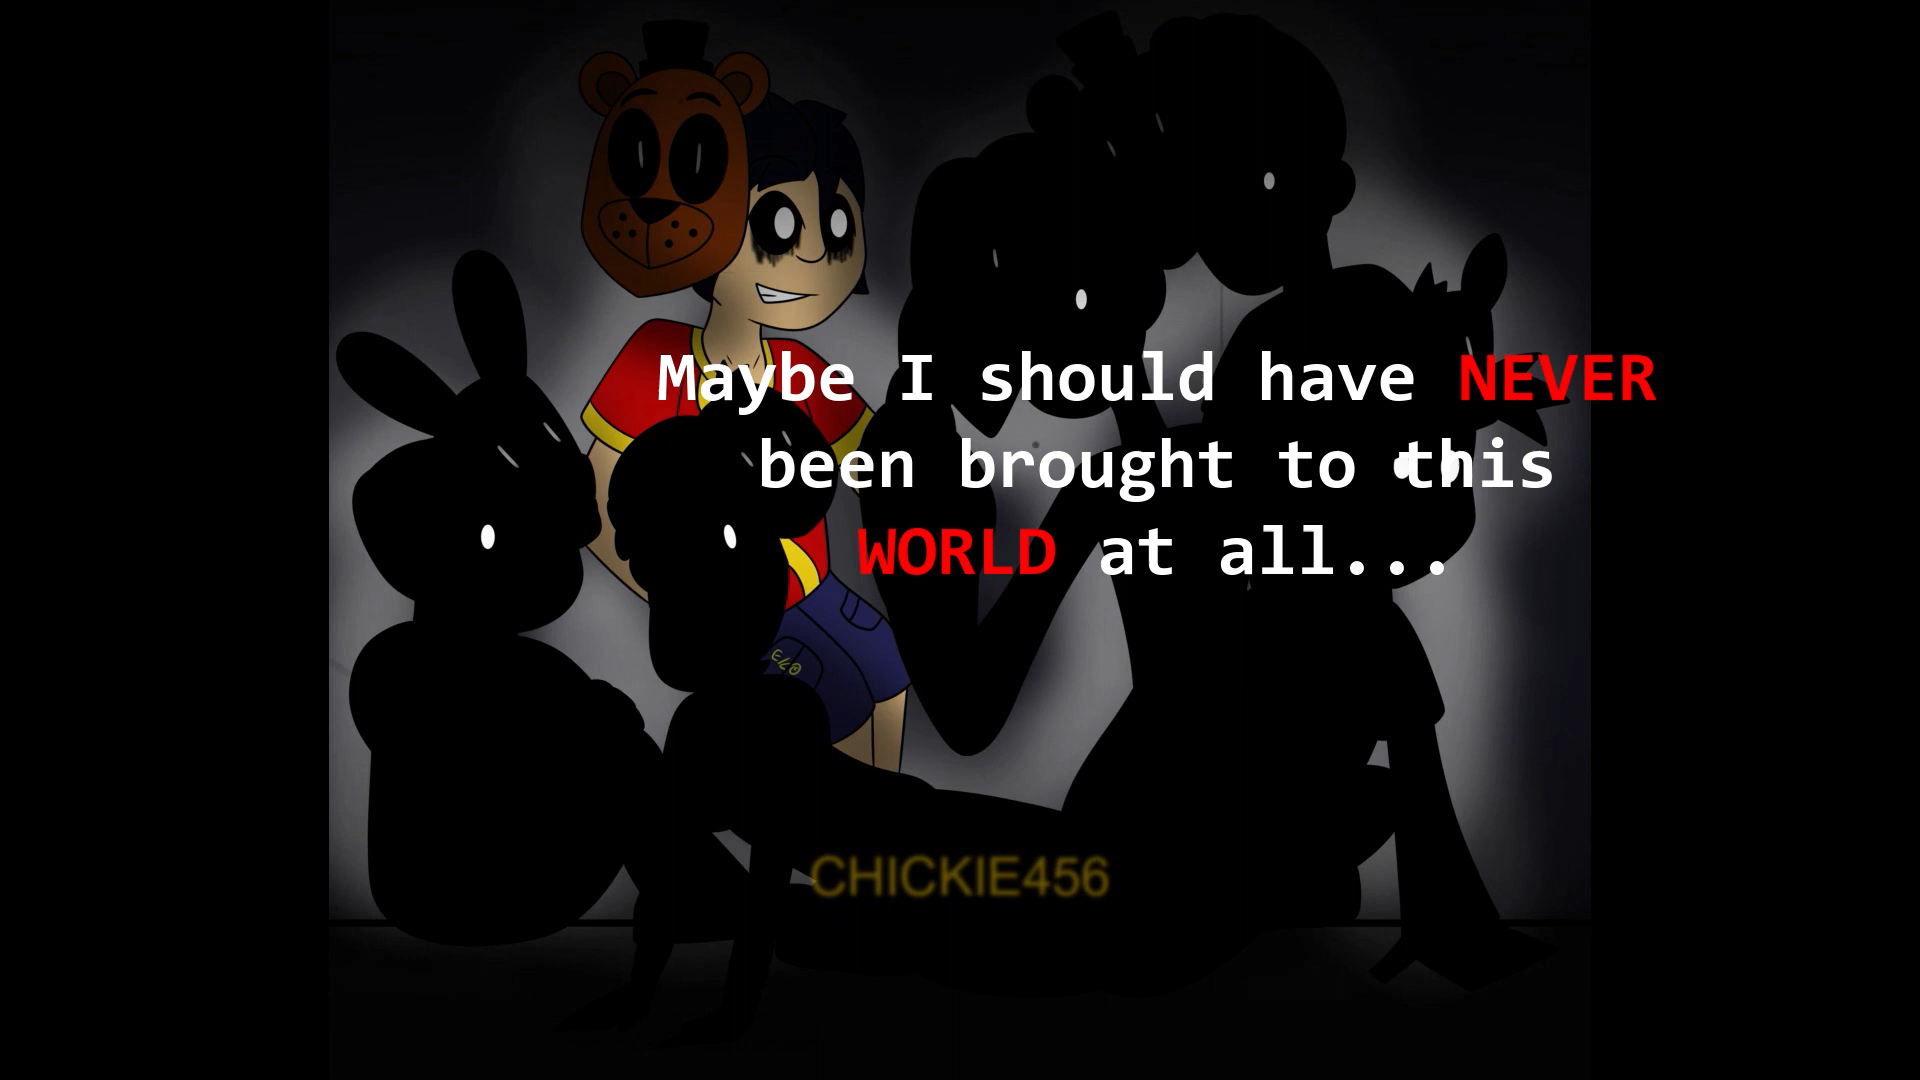 Maybe I should have NEVER
been brought to this
WORLD at all...
CHICKIE456